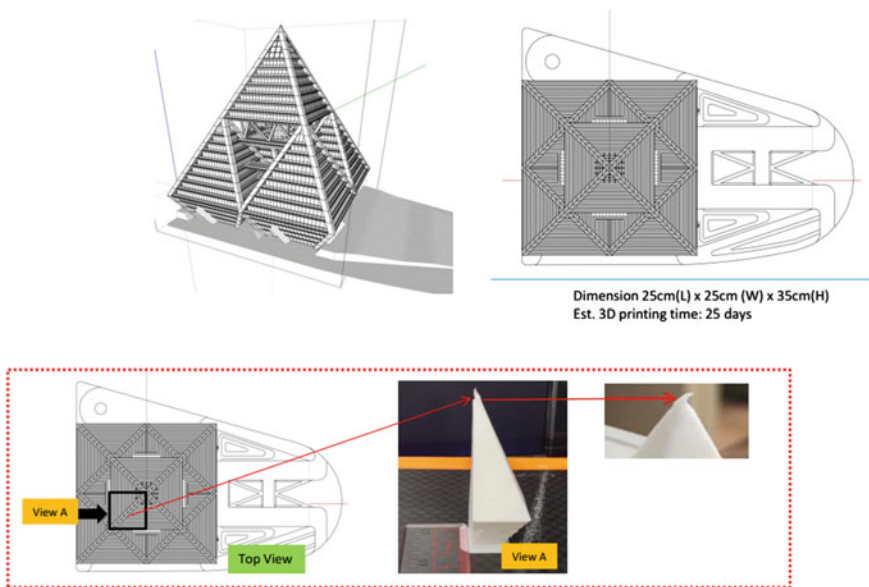 Dimension 25cm(L) x 25cm (W) x 35cm(H)
Est. 3D printing time: 25 days
View A
Top View
View A